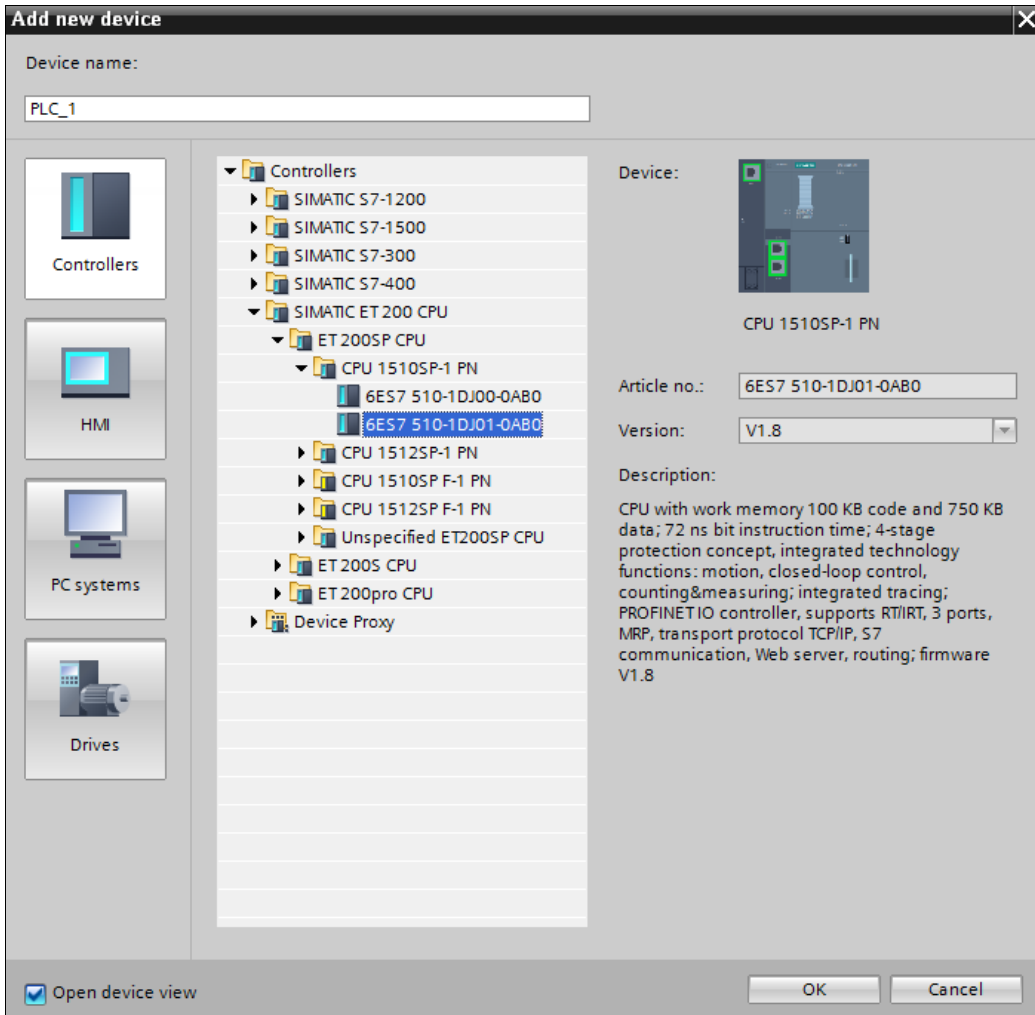 Add new device
Device name:
PLC_1
Controllers
HMI
PC systems
Drives
Controllers
SIMATIC S7-1200
SIMATIC S7-1500
SIMATIC S7-300
SIMATIC S7-400
SIMATIC ET 200 CPU
ET 200SP CPU
CPU 1510SP-1 PN
6ES7 510-1DJ00-0AB0
6ES7 510-1DJ01-0AB0
CPU 1512SP-1 PN
CPU 1510SP F-1 PN
CPU 1512SP F-1 PN
Unspecified ET200SP CPU
ET 200S CPU
ET 200pro CPU
Device Proxy
Device:
CPU 1510SP-1 PN
Article no.: 6ES7 510-1DJ01-0AB0
Version: V1.8
Description:
CPU with work memory 100 KB code and 750 KB
data; 72 ns bit instruction time; 4-stage
protection concept, integrated technology
functions: motion, closed-loop control,
counting&measuring; integrated tracing;
PROFINET IO controller, supports RT/IRT, 3 ports,
MRP, transport protocol TCP/IP, S7
communication, Web server, routing; firmware
V1.8
Open device view
OK Cancel